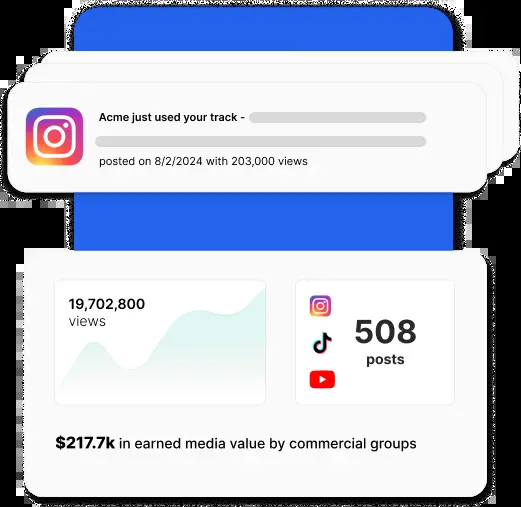 Acme just used your track -
posted on 8/2/2024 with 203,000 views
19,702,800
views
508
posts
$217.7k in earned media value by commercial groups